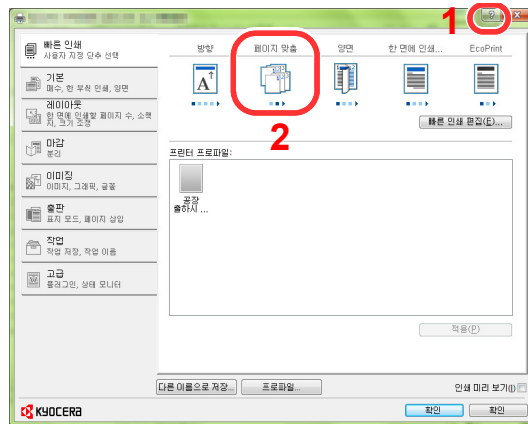 1
?
빠른 인쇄
사용자 지정 단추 선택
기본
매수, 한 부씩 인쇄, 양면
레이아웃
한 면에 인쇄할 페이지 수, 소책
자, 크기 조정
마감
분리
이미징
이미지, 그래픽, 글꼴
출판
표지 모드, 페이지 삽입
작업
작업 저장, 작업 이음
고급
플러그인, 상태 모니터
방향
페이지 맞춤
양면
한 면에 인쇄...
EcoPrint
A
2
빠른 인쇄 편집(E)...
프린터 프로파일:
공장
출하시 ...
적용(P)
다른 이름으로 저장...
프로파일...
인쇄 미리 보기(I)
KYOCERA
확인
확인